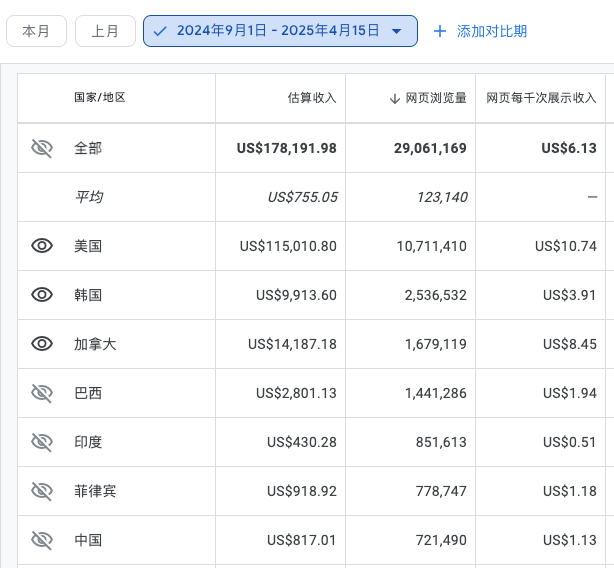 本月 上月 2024年9月1日 - 2025年4月15日 添加对比期
国家/地区 估算收入 网页浏览量 网页每千次展示收入
全部 US$178,191.98 29,061,169 US$6.13
平均 US$755.05 123,140 —
美国 US$115,010.80 10,711,410 US$10.74
韩国 US$9,913.60 2,536,532 US$3.91
加拿大 US$14,187.18 1,679,119 US$8.45
巴西 US$2,801.13 1,441,286 US$1.94
印度 US$430.28 851,613 US$0.51
菲律宾 US$918.92 778,747 US$1.18
中国 US$817.01 721,490 US$1.13